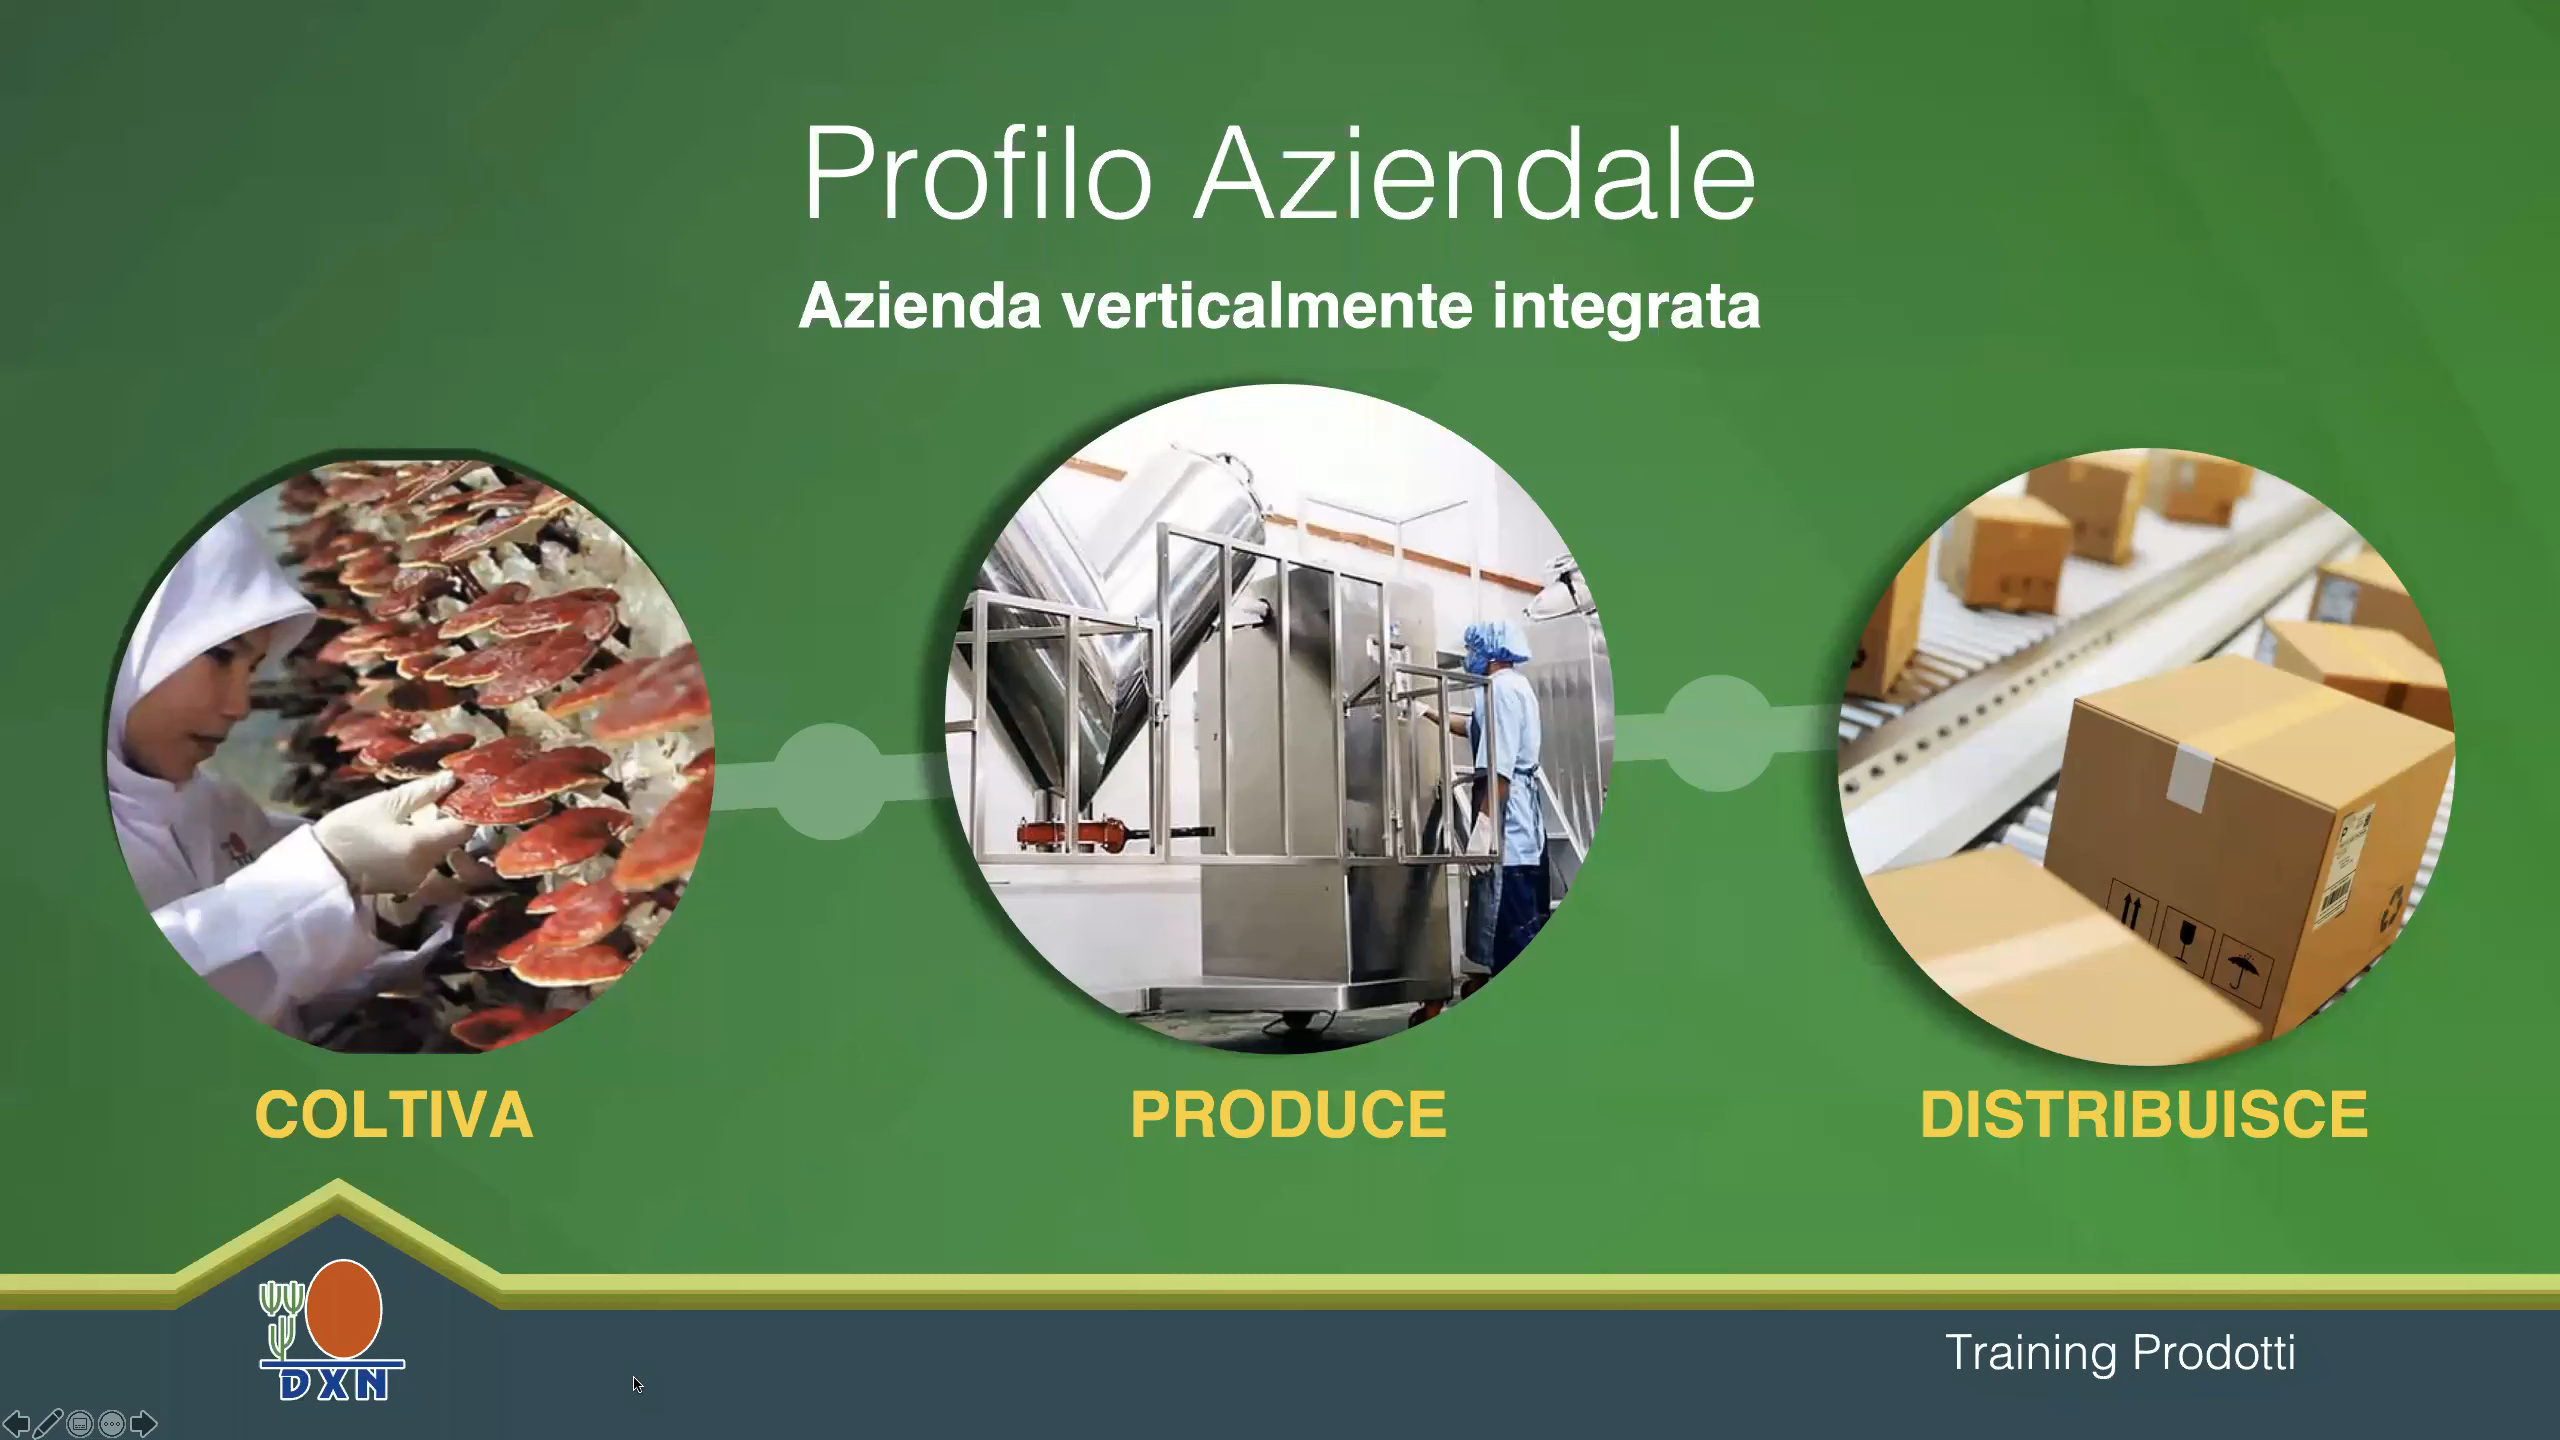 Profilo Aziendale
Azienda verticalmente integrata
COLTIVA
PRODUCE
DISTRIBUISCE
DXN
Training Prodotti